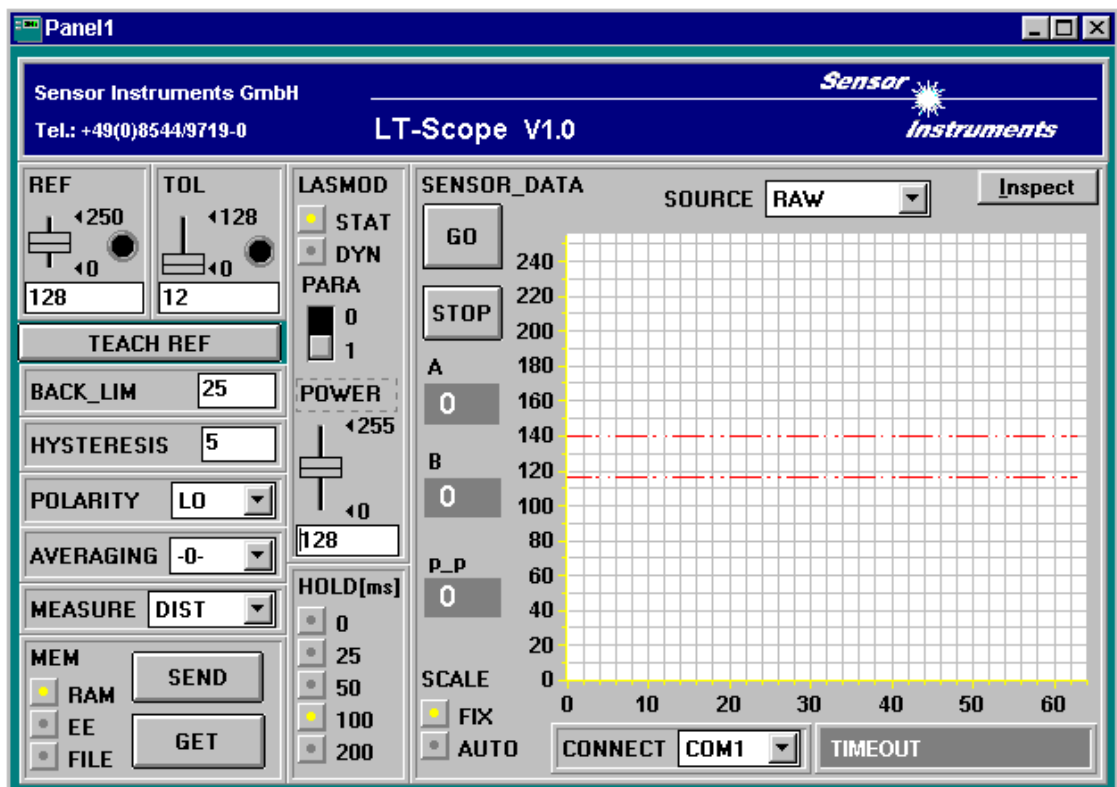 Panel1
Sensor Instruments GmbH
Tel.: +49(0)8544/9719-0
LT-Scope V1.0
Sensor
Instruments
REF
250
0
128
TOL
128
0
12
TEACH REF
BACK_LIM 25
HYSTERESIS 5
POLARITY LO
AVERAGING -0-
MEASURE DIST
MEM
RAM
EE
FILE
SEND
GET
LASMOD
STAT
DYN
PARA
0
1
POWER
255
0
128
HOLD[ms]
0
25
50
100
200
SENSOR_DATA
SOURCE RAW
Inspect
GO
STOP
A
0
B
0
p_p
0
SCALE
FIX
AUTO
240
220
200
180
160
140
120
100
80
60
40
20
0
0 10 20 30 40 50 60
CONNECT COM1
TIMEOUT